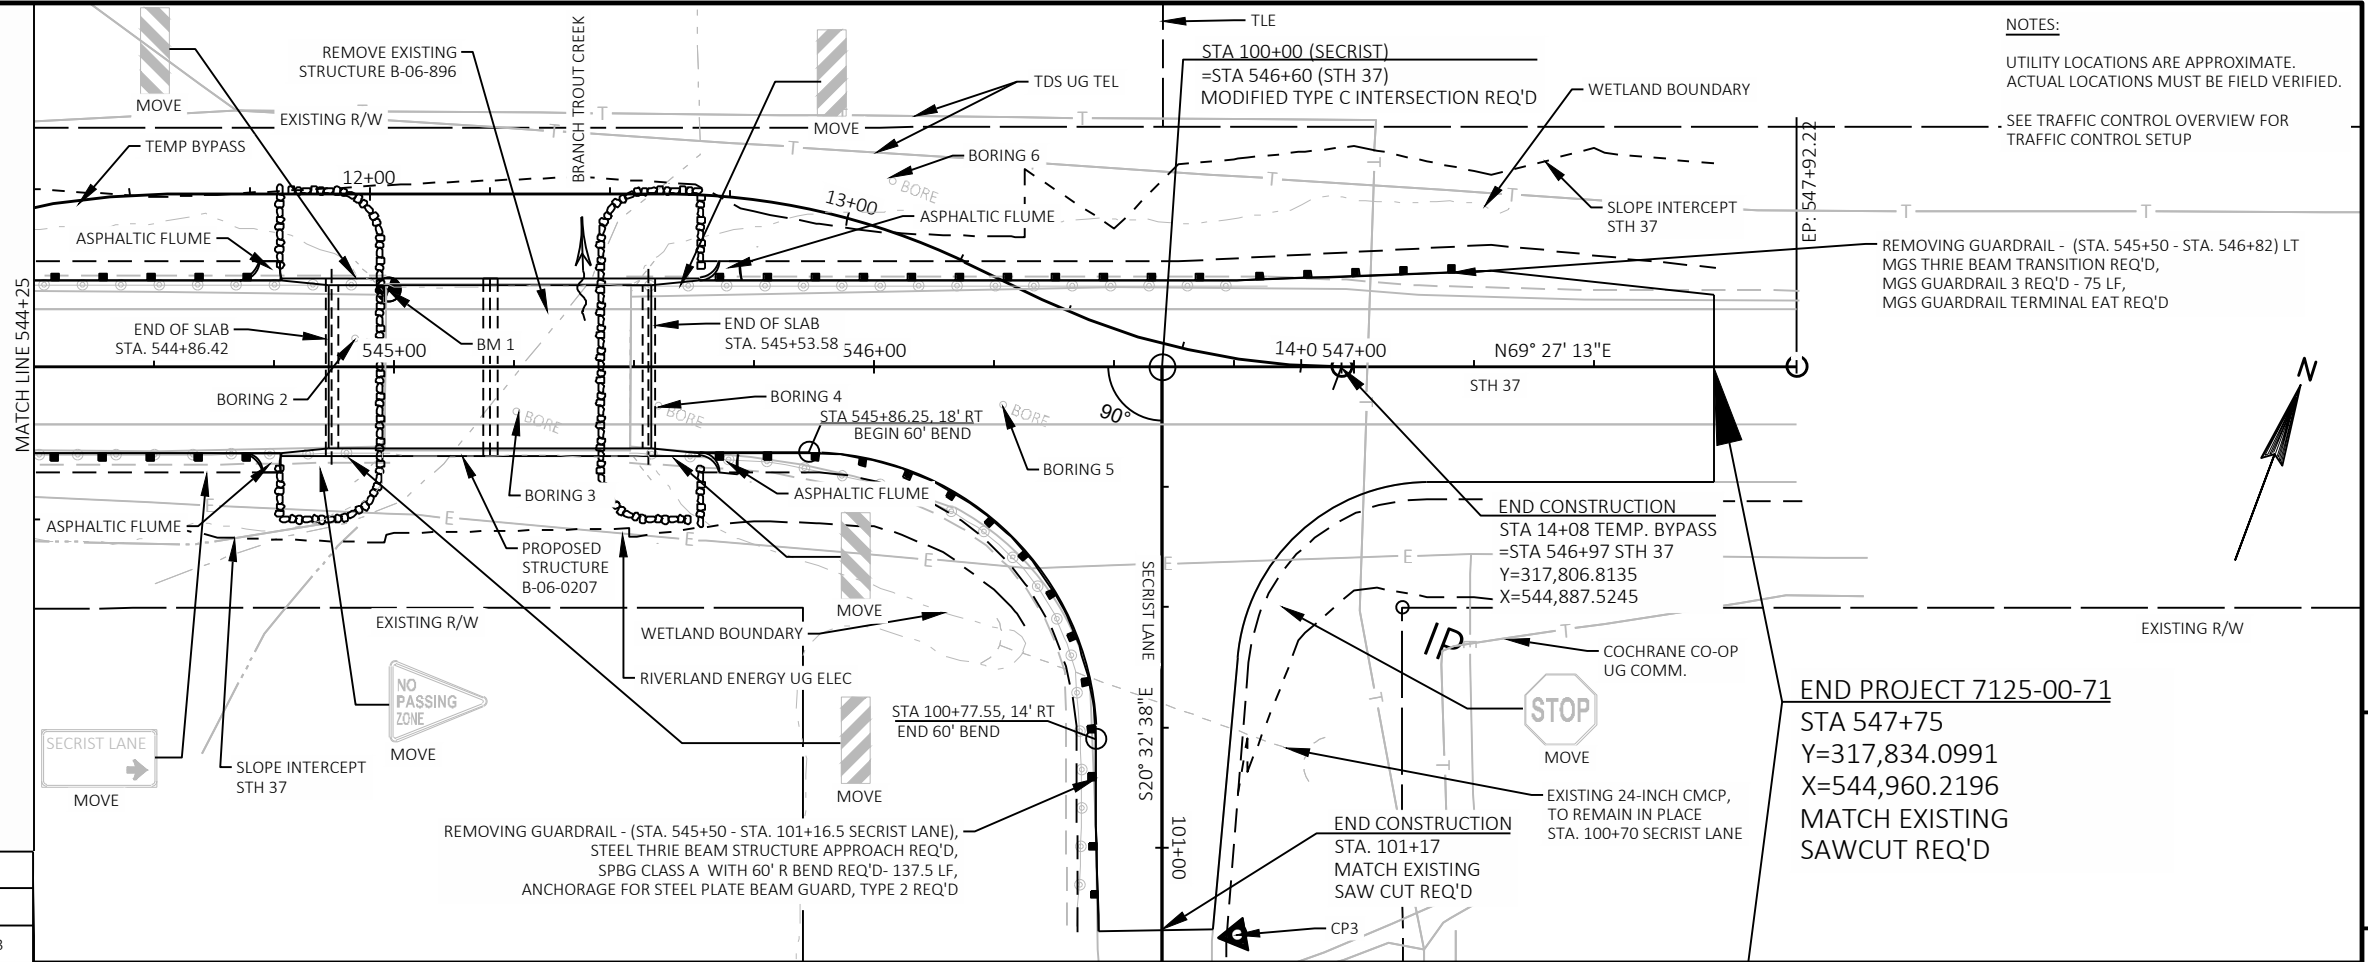 TLE
NOTES:
UTILITY LOCATIONS ARE APPROXIMATE.
ACTUAL LOCATIONS MUST BE FIELD VERIFIED.
SEE TRAFFIC CONTROL OVERVIEW FOR
TRAFFIC CONTROL SETUP
REMOVE EXISTING
STRUCTURE B-06-896
BRANCH TROUT CREEK
STA 100+00 (SECRIST)
=STA 546+60 (STH 37)
MODIFIED TYPE C INTERSECTION REQ'D
MOVE
MOVE
TDS UG TEL
WETLAND BOUNDARY
EXISTING R/W
T
T
T
T
T
T
T
T
T
T
TEMP BYPASS
BORING 6
BORE
12+00
13+00
ASPHALTIC FLUME
ASPHALTIC FLUME
SLOPE INTERCEPT
STH 37
EP: 547+92.22
REMOVING GUARDRAIL - (STA. 545+50 - STA. 546+82) LT
MGS THRIE BEAM TRANSITION REQ'D,
MGS GUARDRAIL 3 REQ'D - 75 LF,
MGS GUARDRAIL TERMINAL EAT REQ'D
MATCH LINE 544+25
END OF SLAB
STA. 544+86.42
545+00
BM 1
END OF SLAB
STA. 545+53.58
546+00
14+0
547+00
N69° 27' 13"E
STH 37
N
BORING 2
BORING 4
BORE
BORE
BORE
STA 545+86.25, 18' RT
BEGIN 60' BEND
90°
BORING 5
BORING 3
ASPHALTIC FLUME
ASPHALTIC FLUME
E
E
E
E
E
E
E
PROPOSED
STRUCTURE
B-06-0207
END CONSTRUCTION
STA 14+08 TEMP. BYPASS
=STA 546+97 STH 37
Y=317,806.8135
X=544,887.5245
MOVE
SECRIST LANE
S20° 32' 38"E
EXISTING R/W
WETLAND BOUNDARY
EXISTING R/W
IP
T
T
T
COCHRANE CO-OP
UG COMM.
RIVERLAND ENERGY UG ELEC
NO
PASSING
ZONE
MOVE
STOP
MOVE
END PROJECT 7125-00-71
STA 547+75
Y=317,834.0991
X=544,960.2196
MATCH EXISTING
SAWCUT REQ'D
STA 100+77.55, 14' RT
END 60' BEND
SECRIST LANE
MOVE
SLOPE INTERCEPT
STH 37
MOVE
EXISTING 24-INCH CMCP,
TO REMAIN IN PLACE
STA. 100+70 SECRIST LANE
REMOVING GUARDRAIL - (STA. 545+50 - STA. 101+16.5 SECRIST LANE),
STEEL THRIE BEAM STRUCTURE APPROACH REQ'D,
SPBG CLASS A WITH 60' R BEND REQ'D- 137.5 LF,
ANCHORAGE FOR STEEL PLATE BEAM GUARD, TYPE 2 REQ'D
101+00
END CONSTRUCTION
STA. 101+17
MATCH EXISTING
SAW CUT REQ'D
CP3